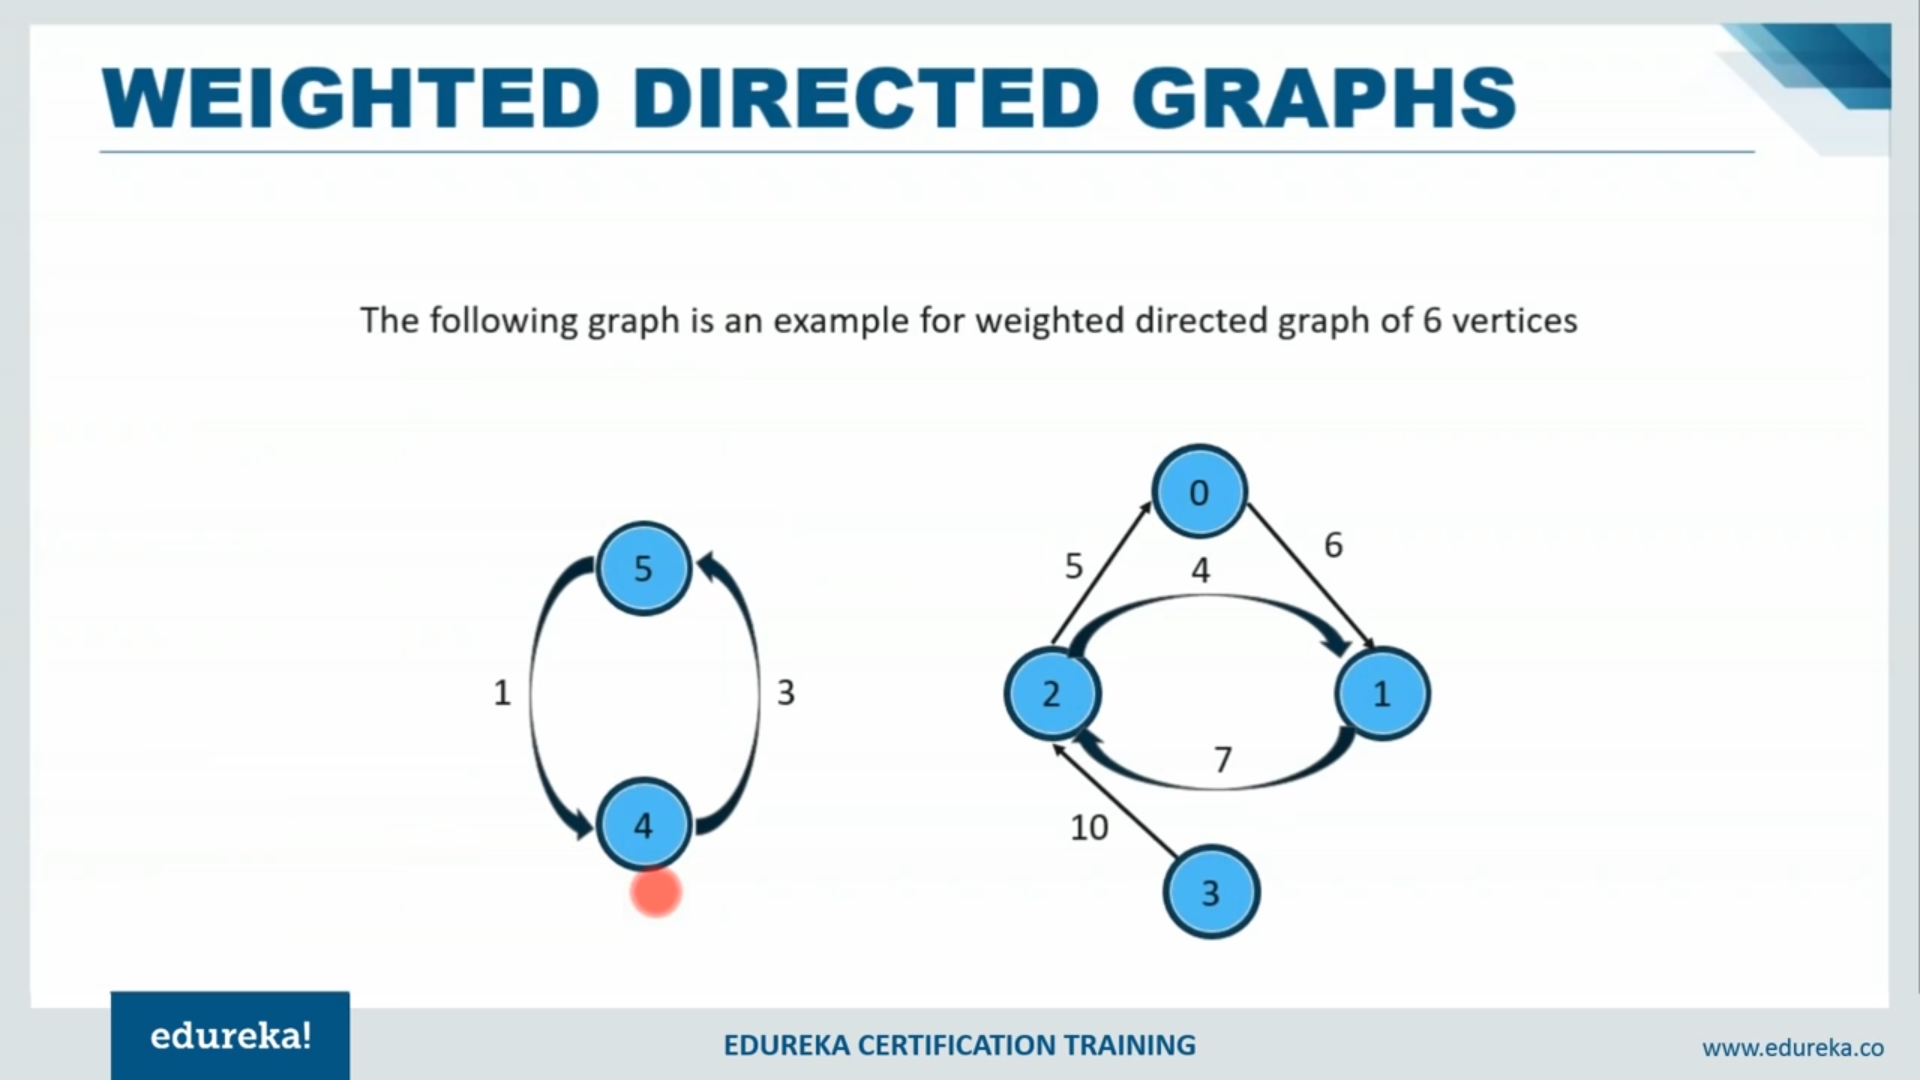 WEIGHTED DIRECTED GRAPHS
The following graph is an example for weighted directed graph of 6 vertices
5
1
3
4
0
5
4
6
2
1
7
10
3
edureka!
EDUREKA CERTIFICATION TRAINING
www.edureka.co